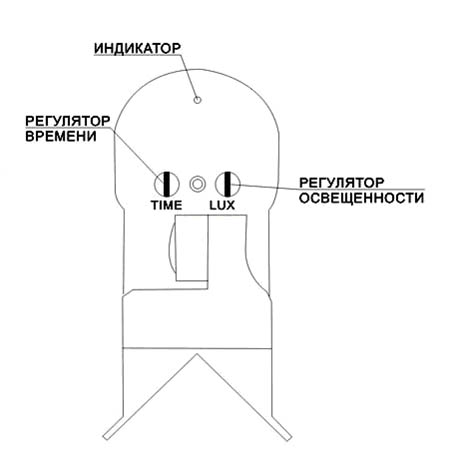 ИНДИКАТОР
РЕГУЛЯТОР
ВРЕМЕНИ
РЕГУЛЯТОР
ОСВЕЩЕННОСТИ
TIME
LUX